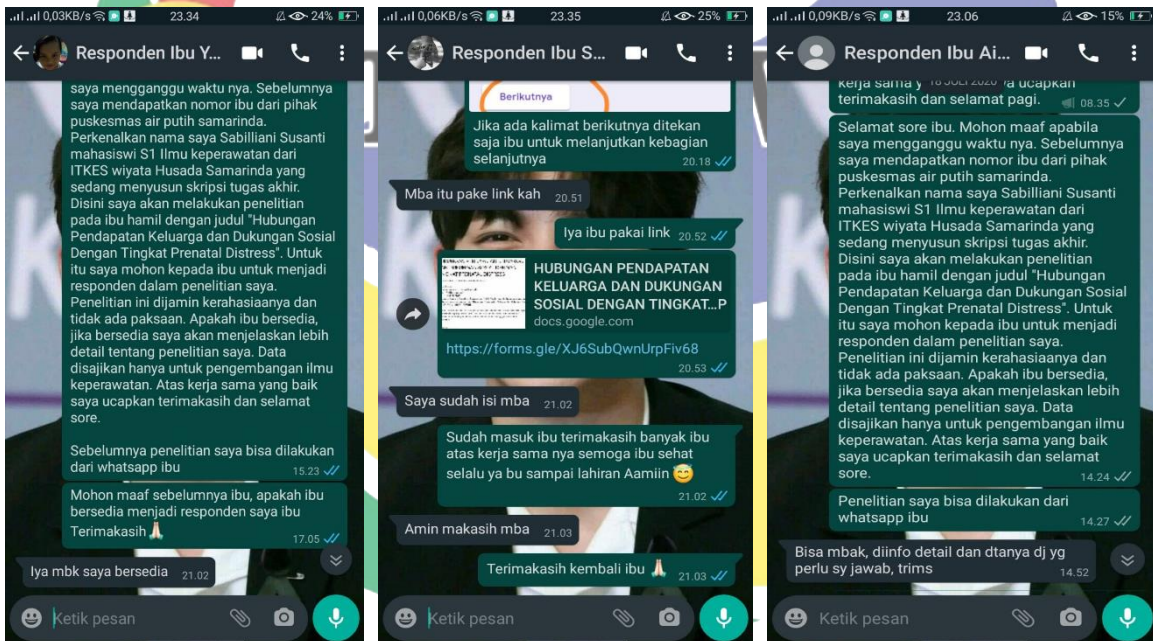 0,03KB/s 23.34 24%
Responden Ibu Y...
saya mengganggu waktu nya. Sebelumnya
saya mendapatkan nomor ibu dari pihak
puskesmas air putih samarinda.
Perkenalkan nama saya Sabilliani Susanti
mahasiswi S1 Ilmu keperawatan dari
ITKES wiyata Husada Samarinda yang
sedang menyusun skripsi tugas akhir.
Disini saya akan melakukan penelitian
pada ibu hamil dengan judul "Hubungan
Pendapatan Keluarga dan Dukungan Sosial
Dengan Tingkat Prenatal Distress". Untuk
itu saya mohon kepada ibu untuk menjadi
responden dalam penelitian saya.
Penelitian ini dijamin kerahasiaanya dan
tidak ada paksaan. Apakah ibu bersedia,
jika bersedia saya akan menjelaskan lebih
detail tentang penelitian saya. Data
disajikan hanya untuk pengembangan ilmu
keperawatan. Atas kerja sama yang baik
saya ucapkan terimakasih dan selamat
sore.
Sebelumnya penelitian saya bisa dilakukan
dari whatsapp ibu 15.23
Mohon maaf sebelumnya ibu, apakah ibu
bersedia menjadi responden saya ibu
Terimakasih🙏🏻 17.05
Iya mbk saya bersedia 21.02
Ketik pesan
0,06KB/s 23.35 25%
Responden Ibu S...
Berikutnya
Jika ada kalimat berikutnya ditekan
saja ibu untuk melanjutkan kebagian
selanjutnya 20.18
Mba itu pake link kah 20.51
Iya ibu pakai link 20.52
HUBUNGAN PENDAPATAN
KELUARGA DAN DUKUNGAN
SOSIAL DENGAN TINGKAT...P
docs.google.com
https://forms.gle/XJ6SubQwnUrpFiv68
20.53
Saya sudah isi mba 21.02
Sudah masuk ibu terimakasih banyak ibu
atas kerja sama nya semoga ibu sehat
selalu ya bu sampai lahiran Aamiin 😇
21.02
Amin makasih mba 21.03
Terimakasih kembali ibu 🙏🏻 21.03
Ketik pesan
0,09KB/s 23.06 15%
Responden Ibu Ai...
kerja sama y
18 JULI 2020
ya ucapkan
terimakasih dan selamat pagi. 08.35
Selamat sore ibu. Mohon maaf apabila
saya mengganggu waktu nya. Sebelumnya
saya mendapatkan nomor ibu dari pihak
puskesmas air putih samarinda.
Perkenalkan nama saya Sabilliani Susanti
mahasiswi S1 Ilmu keperawatan dari
ITKES wiyata Husada Samarinda yang
sedang menyusun skripsi tugas akhir.
Disini saya akan melakukan penelitian
pada ibu hamil dengan judul "Hubungan
Pendapatan Keluarga dan Dukungan Sosial
Dengan Tingkat Prenatal Distress". Untuk
itu saya mohon kepada ibu untuk menjadi
responden dalam penelitian saya.
Penelitian ini dijamin kerahasiaanya dan
tidak ada paksaan. Apakah ibu bersedia,
jika bersedia saya akan menjelaskan lebih
detail tentang penelitian saya. Data
disajikan hanya untuk pengembangan ilmu
keperawatan. Atas kerja sama yang baik
saya ucapkan terimakasih dan selamat
sore. 14.24
Penelitian saya bisa dilakukan dari
whatsapp ibu 14.27
Bisa mbak, diinfo detail dan dtanya dj yg
perlu sy jawab, trims 14.52
Ketik pesan